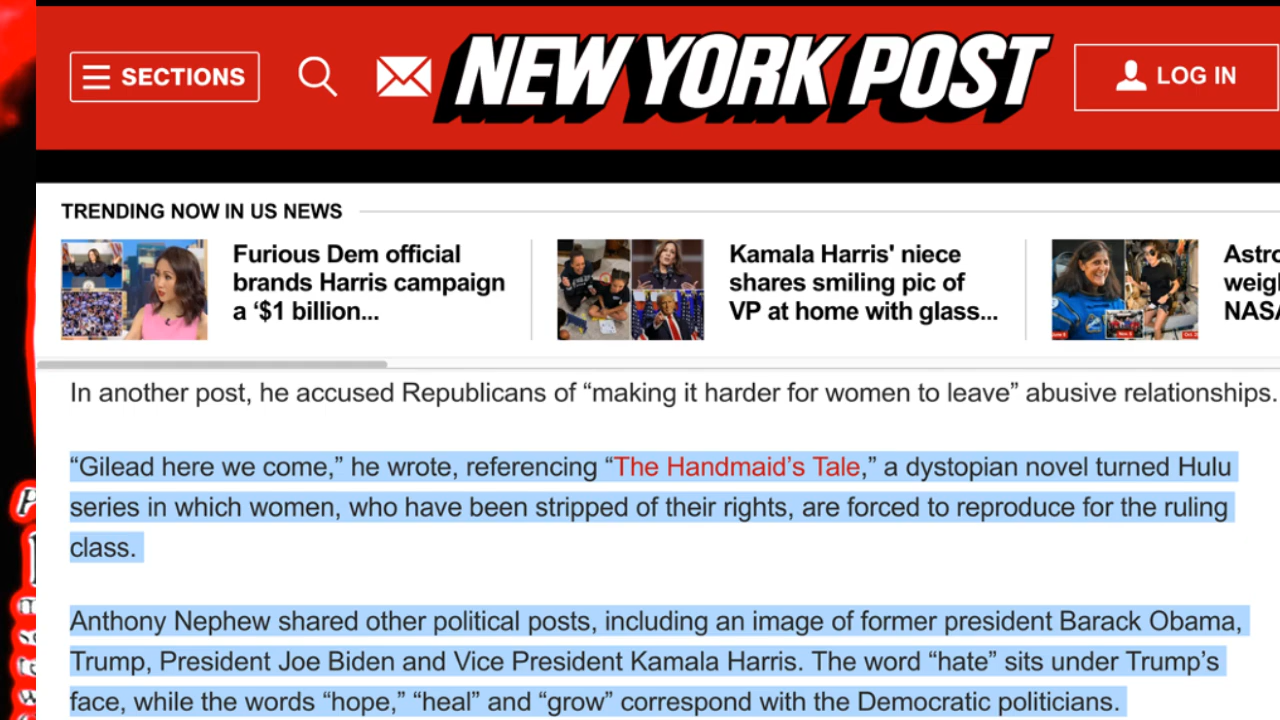 SECTIONS
NEW YORK POST
LOG IN
TRENDING NOW IN US NEWS
Furious Dem official
brands Harris campaign
a ‘$1 billion...
Kamala Harris' niece
shares smiling pic of
VP at home with glass...
Astro
weigh
NASA
In another post, he accused Republicans of “making it harder for women to leave” abusive relationships.
“Gilead here we come,” he wrote, referencing “The Handmaid’s Tale,” a dystopian novel turned Hulu
series in which women, who have been stripped of their rights, are forced to reproduce for the ruling
class.
Anthony Nephew shared other political posts, including an image of former president Barack Obama,
Trump, President Joe Biden and Vice President Kamala Harris. The word “hate” sits under Trump’s
face, while the words “hope,” “heal” and “grow” correspond with the Democratic politicians.